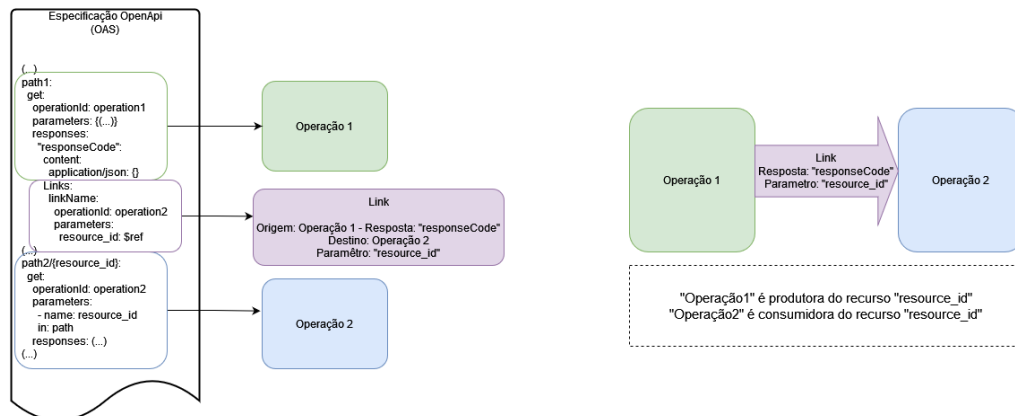 Especificação OpenApi
(OAS)
(...)
path1:
get:
operationId: operation1
parameters: {(...)}
responses:
"responseCode":
content:
application/json: {}
Links:
linkName:
operationId: operation2
parameters:
resource_id: $ref
(...)
path2/{resource_id}:
get:
operationId: operation2
parameters:
- name: resource_id
in: path
responses: (...)
(...)
Operação 1
Link
Origem: Operação 1 - Resposta: "responseCode"
Destino: Operação 2
Paramêtro: "resource_id"
Operação 2
Operação 1
Link
Resposta: "responseCode"
Parametro: "resource_id"
Operação 2
"Operação1" é produtora do recurso "resource_id"
"Operação2" é consumidora do recurso "resource_id"